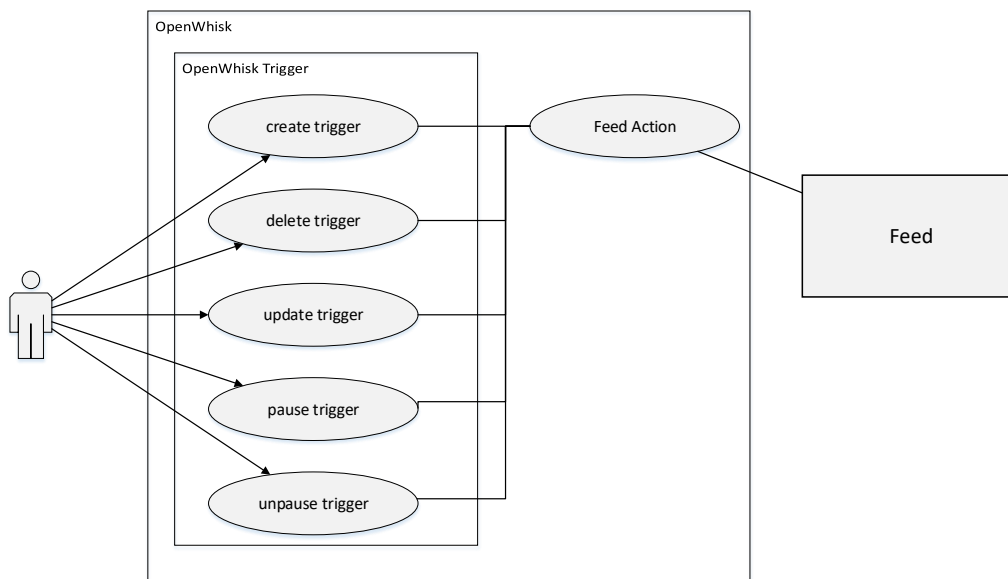 OpenWhisk
OpenWhisk Trigger
create trigger
Feed Action
delete trigger
Feed
update trigger
pause trigger
unpause trigger